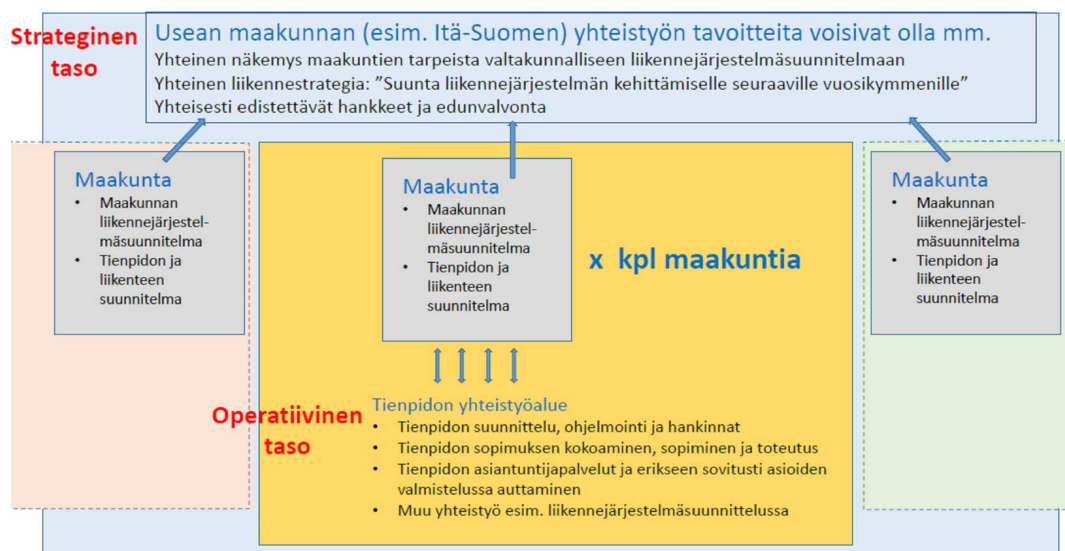 Strateginen
taso
Usean maakunnan (esim. Itä-Suomen) yhteistyön tavoitteita voisivat olla mm.
Yhteinen näkemys maakuntien tarpeista valtakunnalliseen liikennejärjestelmäsuunnitelmaan
Yhteinen liikennestrategia: ”Suunta liikennejärjestelmän kehittämiselle seuraaville vuosikymmenille”
Yhteisesti edistettävät hankkeet ja edunvalvonta
Maakunta
• Maakunnan
liikennejärjestel-
mäsuunnitelma
• Tienpidon ja
liikenteen
suunnitelma
Maakunta
• Maakunnan
liikennejärjestel-
mäsuunnitelma
• Tienpidon ja
liikenteen
suunnitelma
x kpl maakuntia
Maakunta
• Maakunnan
liikennejärjestel-
mäsuunnitelma
• Tienpidon ja
liikenteen
suunnitelma
Operatiivinen
taso
Tienpidon yhteistyöalue
• Tienpidon suunnittelu, ohjelmointi ja hankinnat
• Tienpidon sopimuksen kokoaminen, sopiminen ja toteutus
• Tienpidon asiantuntijapalvelut ja erikseen sovitusti asioiden
valmistelussa auttaminen
• Muu yhteistyö esim. liikennejärjestelmäsuunnittelussa